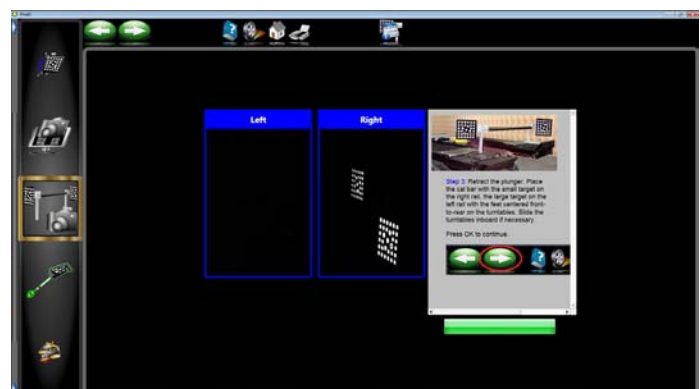 Left
Right
Step 3: Retract the plunger. Place
the cal bar with the small target on
the right rail, the large target on the
left rail with the feet centered front-
to-rear on the turntables. Slide the
turntables inboard if necessary.
Press OK to continue.